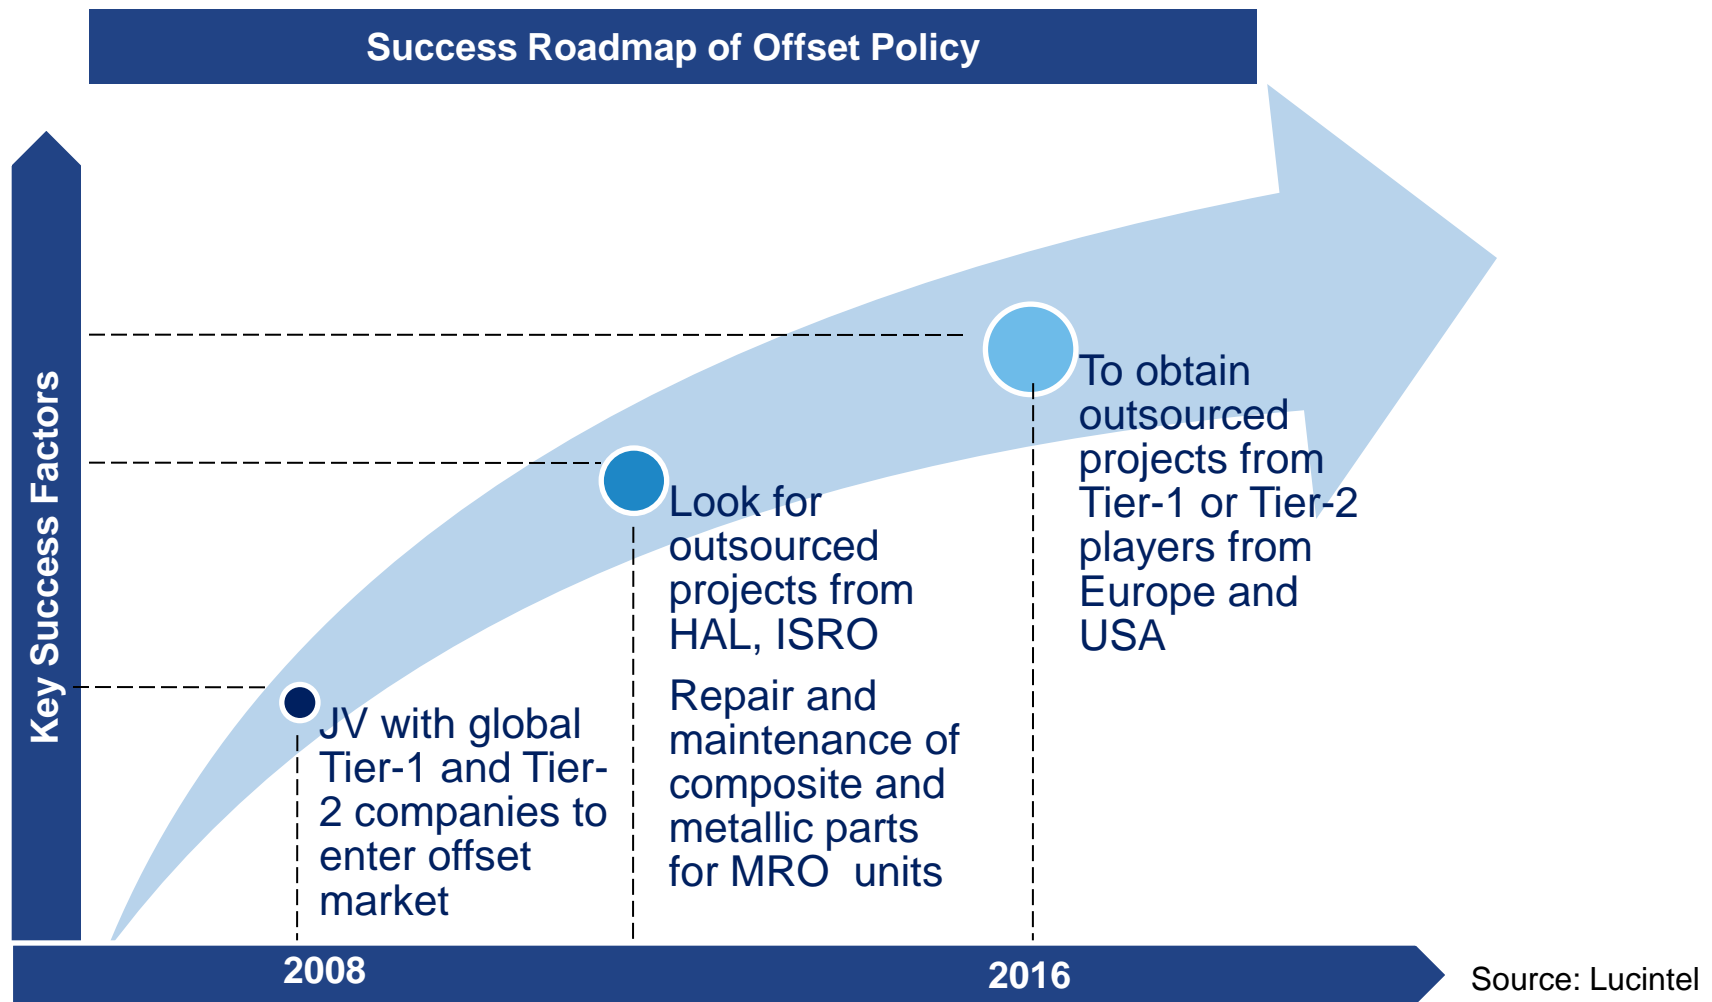 Success Roadmap of Offset Policy
Key Success Factors
To obtain
outsourced
projects from
Tier-1 or Tier-2
players from
Europe and
USA
Look for
outsourced
projects from
HAL, ISRO
Repair and
maintenance of
composite and
metallic parts
for MRO  units
JV with global
Tier-1 and Tier-
2 companies to
enter offset
market
2008
2016
Source: Lucintel